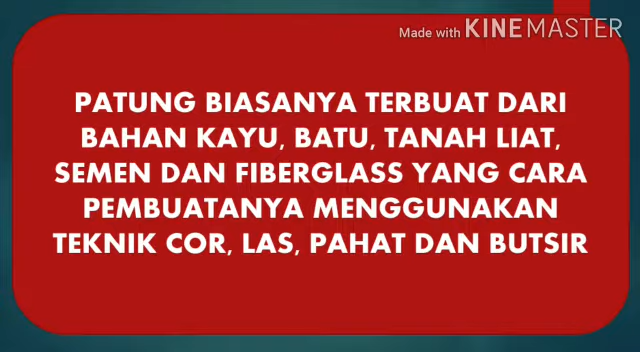 Made with KINEMASTER
PATUNG BIASANYA TERBUAT DARI
BAHAN KAYU, BATU, TANAH LIAT,
SEMEN DAN FIBERGLASS YANG CARA
PEMBUATANYA MENGGUNAKAN
TEKNIK COR, LAS, PAHAT DAN BUTSIR